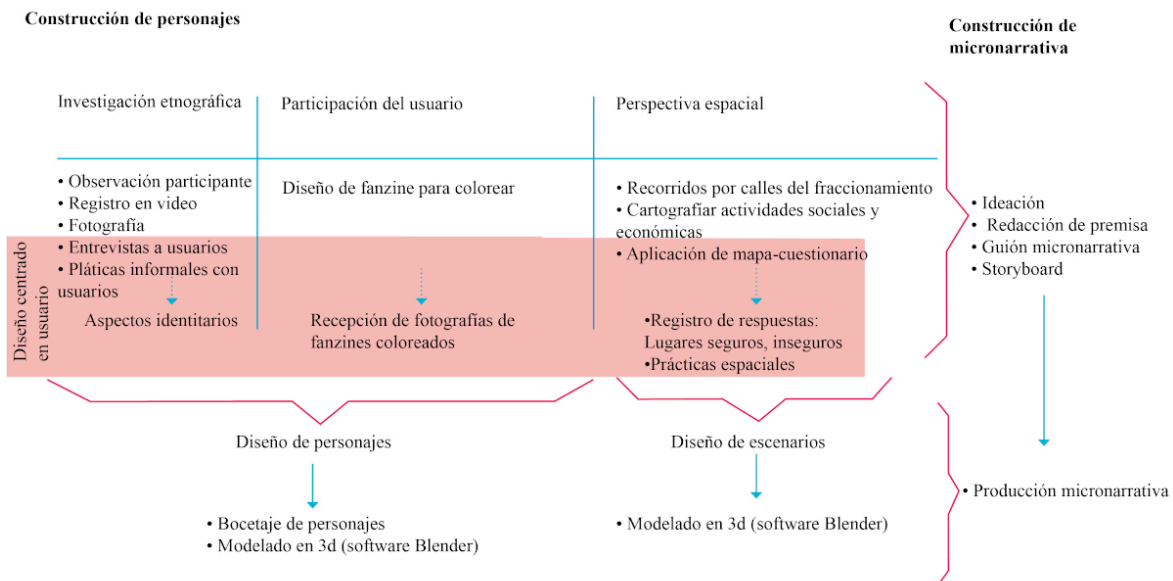 Construcción de personajes
Construcción de
micronarrativa
Investigación etnográfica
Participación del usuario
Perspectiva espacial
• Observación participante
• Registro en video
• Fotografía
• Entrevistas a usuarios
• Pláticas informales con
usuarios
Aspectos identitarios
Diseño de fanzine para colorear
Recepción de fotografías de
fanzines coloreados
• Recorridos por calles del fraccionamiento
• Cartografíar actividades sociales y
económicas
• Aplicación de mapa-cuestionario
•Registro de respuestas:
Lugares seguros, inseguros
•Prácticas espaciales
Diseño centrado
en usuario
• Ideación
• Redacción de premisa
• Guión micronarrativa
• Storyboard
Diseño de personajes
Diseño de escenarios
• Bocetaje de personajes
• Modelado en 3d (software Blender)
• Modelado en 3d (software Blender)
• Producción micronarrativa